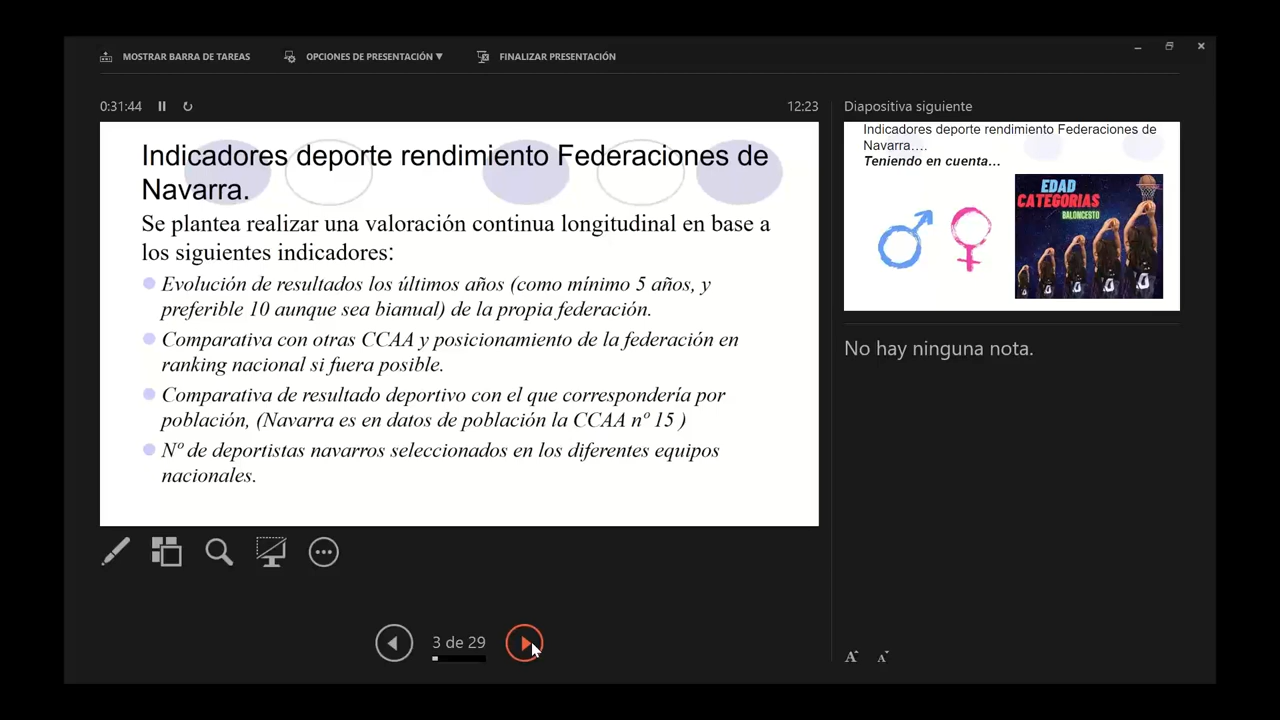 MOSTRAR BARRA DE TAREAS
OPCIONES DE PRESENTACIÓN ▼
FINALIZAR PRESENTACIÓN
0:31:44
12:23
Indicadores deporte rendimiento Federaciones de
Navarra.
Se plantea realizar una valoración continua longitudinal en base a
los siguientes indicadores:
Evolución de resultados los últimos años (como mínimo 5 años, y
preferible 10 aunque sea bianual) de la propia federación.
Comparativa con otras CCAA y posicionamiento de la federación en
ranking nacional si fuera posible.
Comparativa de resultado deportivo con el que correspondería por
población, (Navarra es en datos de población la CCAA nº 15 )
Nº de deportistas navarros seleccionados en los diferentes equipos
nacionales.
3 de 29
Diapositiva siguiente
Indicadores deporte rendimiento Federaciones de
Navarra....
Teniendo en cuenta...
EDAD
CATEGORIAS
BALONCESTO
No hay ninguna nota.
A A